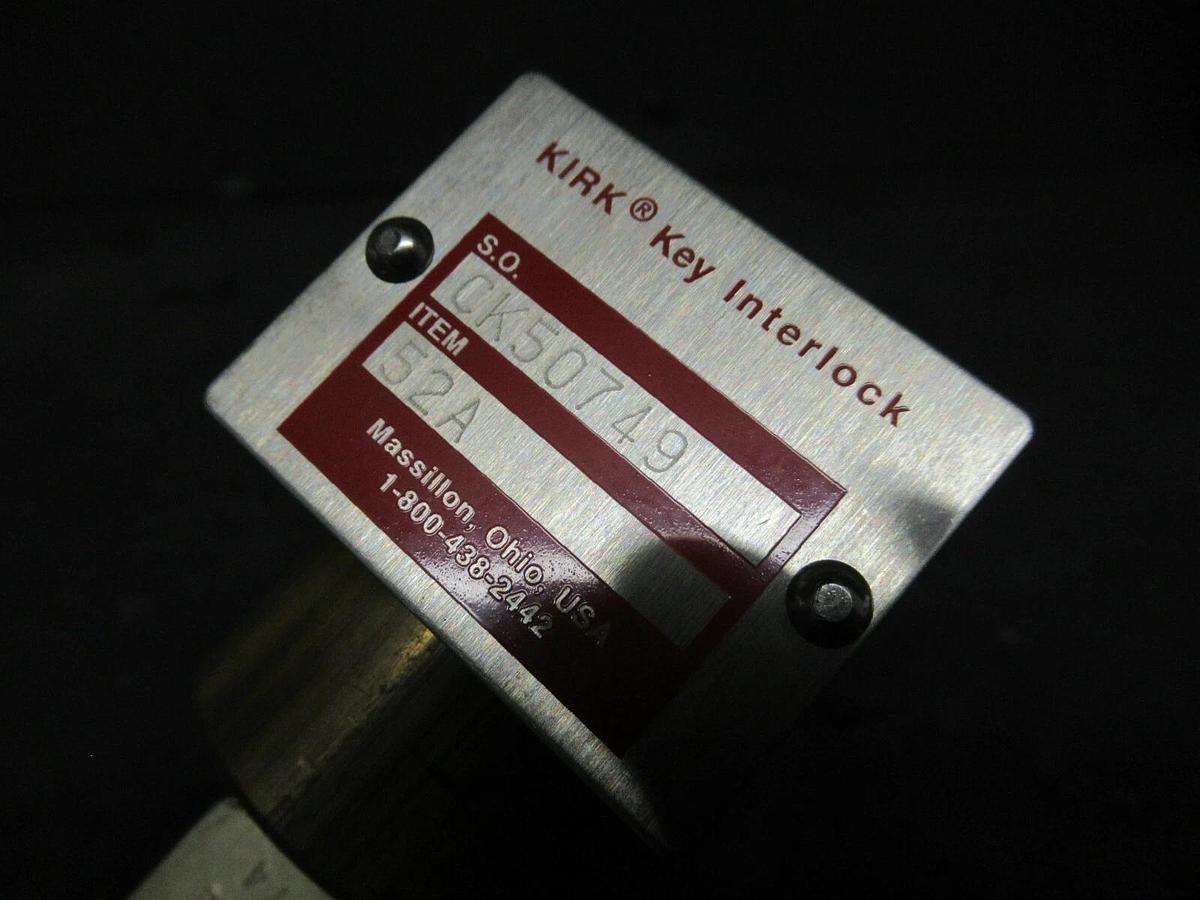 KIRK® Key Interlock
S.O.
CK50749
ITEM
52A
Massillon, Ohio, USA
1-800-438-2442